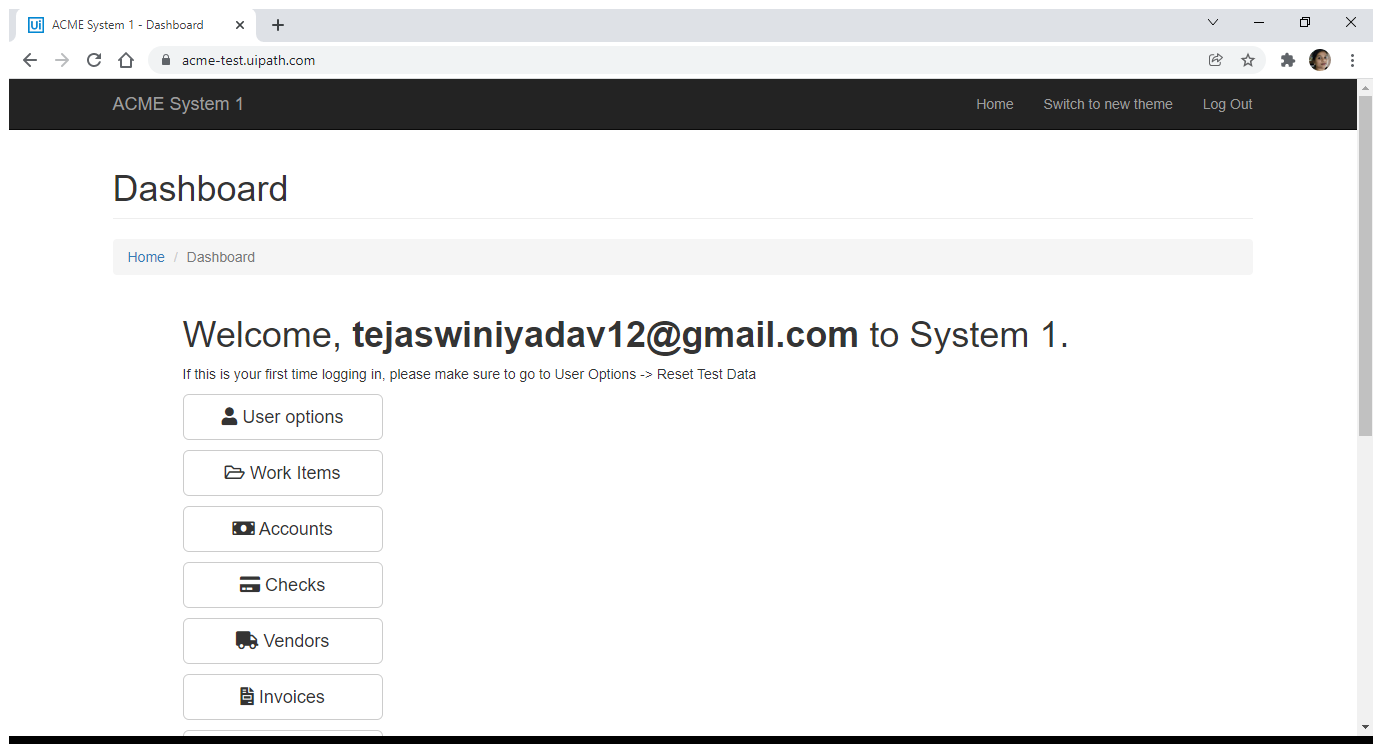 Ui ACME System 1 - Dashboard
acme-test.uipath.com
ACME System 1 Home Switch to new theme Log Out
Dashboard
Home / Dashboard
Welcome, tejaswiniyadav12@gmail.com to System 1.
If this is your first time logging in, please make sure to go to User Options -> Reset Test Data
User options
Work Items
Accounts
Checks
Vendors
Invoices